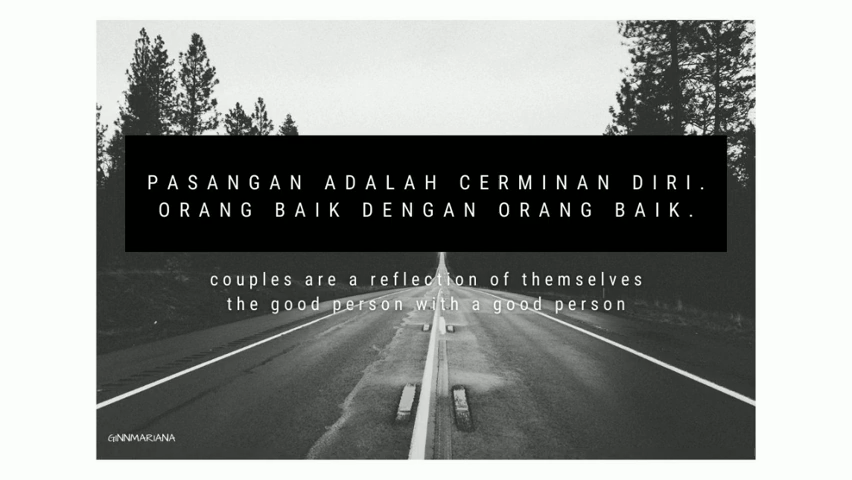 PASANGAN ADALAH CERMINAN DIRI.
ORANG BAIK DENGAN ORANG BAIK.
couples are a reflection of themselves
the good person with a good person
GINNMARIANA